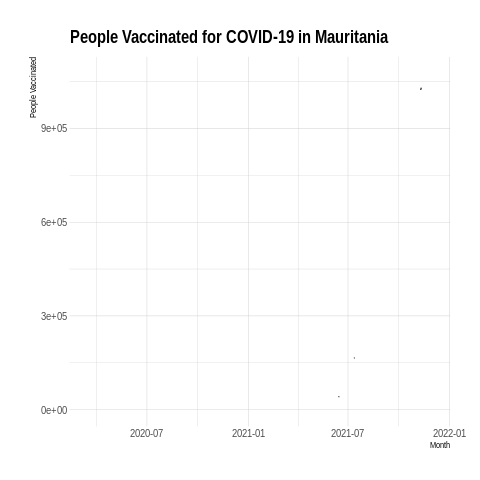 People Vaccinated for COVID-19 in Mauritania
People Vaccinated
9e+05
6e+05
3e+05
0e+00
2020-07
2021-01
2021-07
2022-01
Month